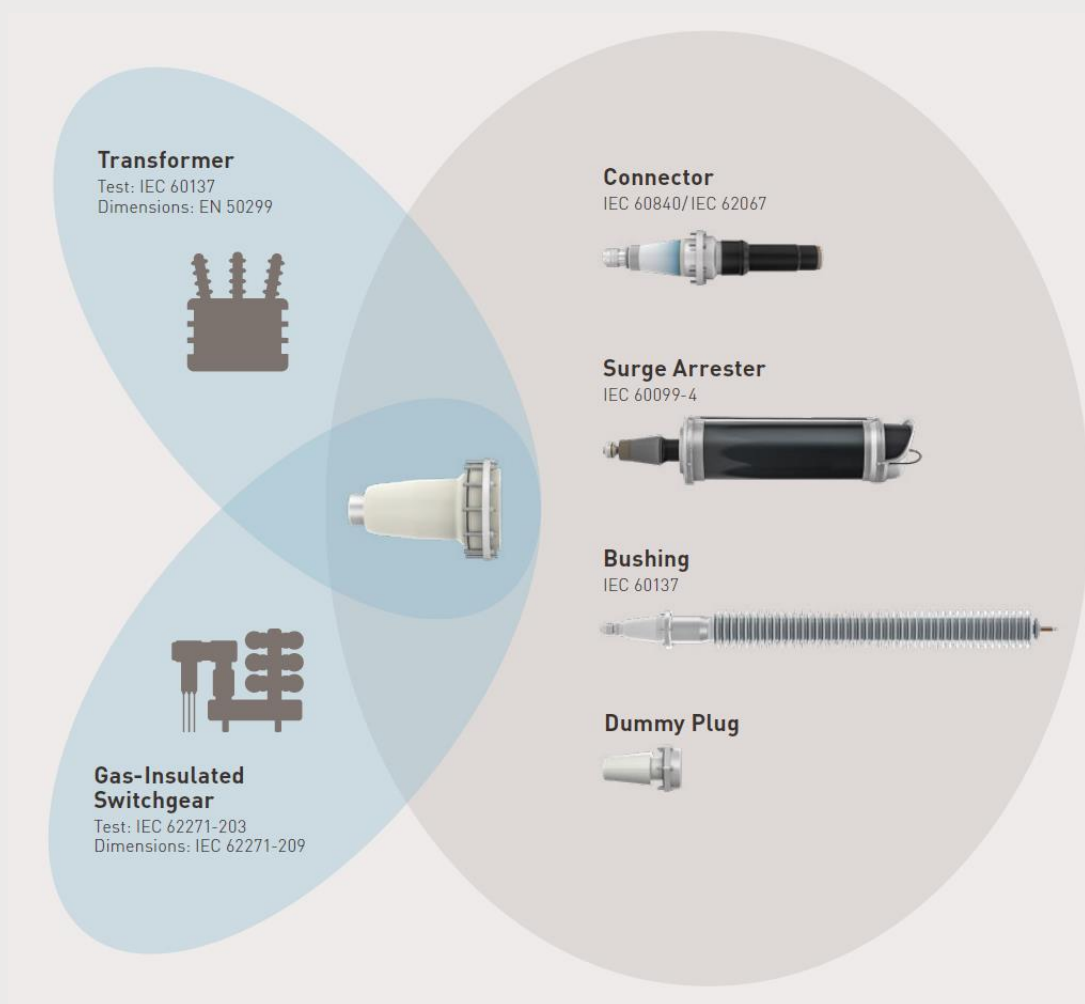 Transformer
Test: IEC 60137
Dimensions: EN 50299
Gas-Insulated
Switchgear
Test: IEC 62271-203
Dimensions: IEC 62271-209
Connector
IEC 60840/IEC 62067
Surge Arrester
IEC 60099-4
Bushing
IEC 60137
Dummy Plug